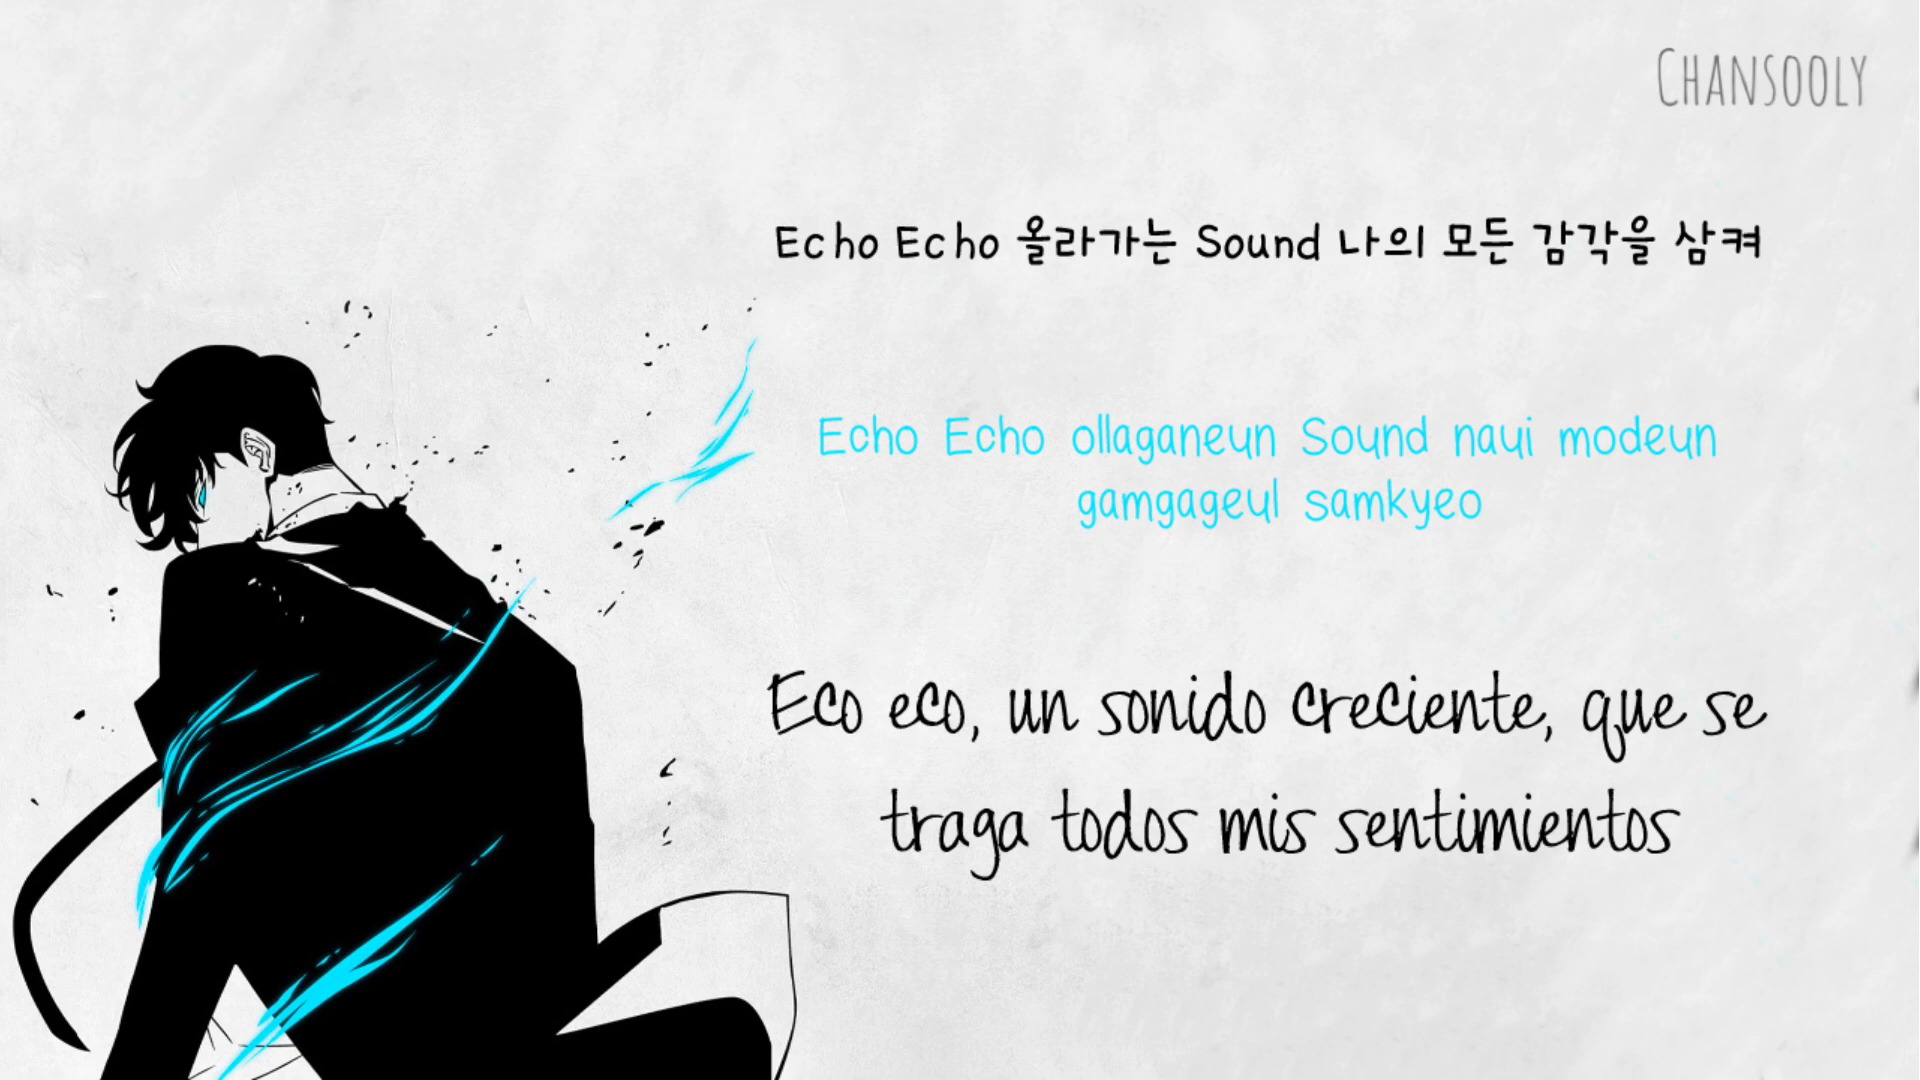 CHANSOOLY
Echo Echo 올라가는 Sound 나의 모든 감각을 삼켜
Echo Echo ollaganeun Sound naui modeun
gamgageul samkyeo
Eco eco, un sonido creciente, que se
traga todos mis sentimientos